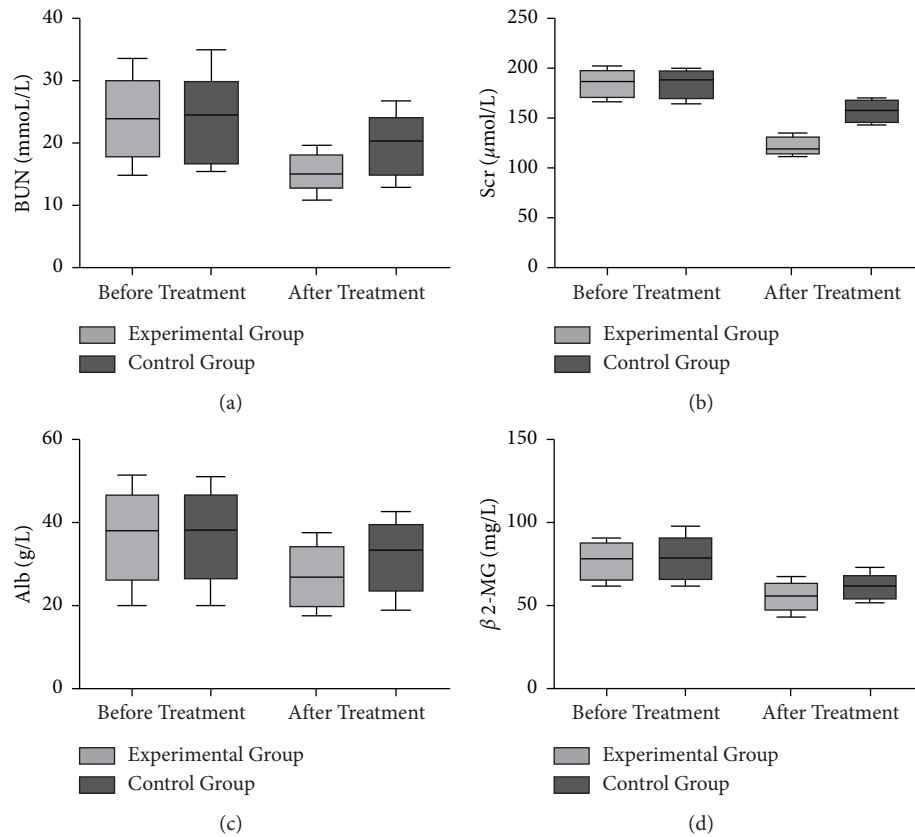 40
30
20
10
0
BUN (mmoL/L)
Before Treatment
After Treatment
Experimental Group
Control Group
(a)
250
200
150
100
50
0
Scr (μmol/L)
Before Treatment
After Treatment
Experimental Group
Control Group
(b)
60
40
20
0
Alb (g/L)
Before Treatment
After Treatment
Experimental Group
Control Group
(c)
150
100
50
0
β 2-MG (mg/L)
Before Treatment
After Treatment
Experimental Group
Control Group
(d)